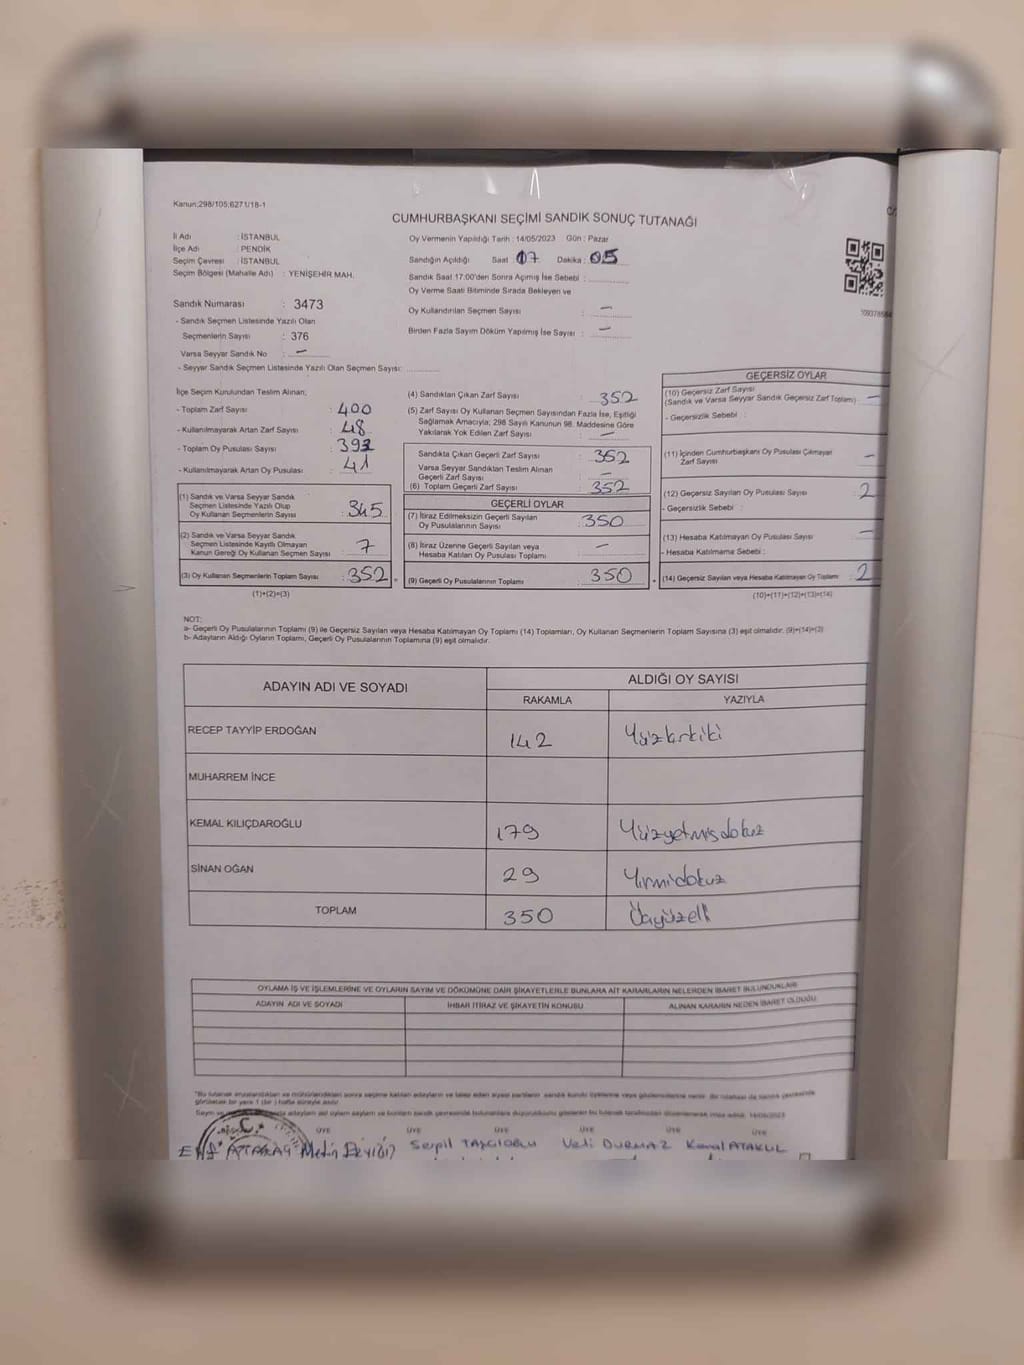 Kanun:298/105;6271/18-1
CUMHURBAŞKANI SEÇİMİ SANDIK SONUÇ TUTANAĞI
İl Adı : İSTANBUL
İlçe Adı : PENDİK
Seçim Çevresi : İSTANBUL
Seçim Bölgesi (Mahalle Adı) : YENİŞEHİR MAH.
Oy Vermenin Yapıldığı Tarih : 14/05/2023 Gün : Pazar
Sandığın Açıldığı Saat : 17 Dakika : 05
Sandık Saat 17:00'den Sonra Açımış İse Sebebi :
Oy Verme Saati Bitiminde Sırada Bekleyen ve
Oy Kullandırılan Seçmen Sayısı : —
Birden Fazla Sayım Döküm Yapılmış İse Sayısı : —
Sandık Numarası : 3473
- Sandık Seçmen Listesinde Yazılı Olan
Seçmenlerin Sayısı : 376
Varsa Seyyar Sandık No : —
- Seyyar Sandık Seçmen Listesinde Yazılı Olan Seçmen Sayısı:
İlçe Seçim Kurulundan Teslim Alınan;
- Toplam Zarf Sayısı : 400
- Kullanılmayarak Artan Zarf Sayısı : 48
- Toplam Oy Pusulası Sayısı : 393
- Kullanılmayarak Artan Oy Pusulası : 41
(1) Sandık ve Varsa Seyyar Sandık
Seçmen Listesinde Yazılı Olup
Oy Kullanan Seçmenlerin Sayısı : 345
(2) Sandık ve Varsa Seyyar Sandık
Seçmen Listesinde Kayıtlı Olmayan
Kanun Gereği Oy Kullanan Seçmen Sayısı : 7
(3) Oy Kullanan Seçmenlerin Toplam Sayısı : 352
(1)+(2)=(3)
(4) Sandıktan Çıkan Zarf Sayısı : 352
(5) Zarf Sayısı Oy Kullanan Seçmen Sayısından Fazla İse, Eşitliği
Sağlamak Amacıyla; 298 Sayılı Kanunun 98. Maddesine Göre
Yakılarak Yok Edilen Zarf Sayısı : —
Sandıkta Çıkan Geçerli Zarf Sayısı : 352
Varsa Seyyar Sandıktan Teslim Alınan
Geçerli Zarf Sayısı : —
(6) Toplam Geçerli Zarf Sayısı : 352
GEÇERLİ OYLAR
(7) İtiraz Edilmeksizin Geçerli Sayılan
Oy Pusulalarının Sayısı : 350
(8) İtiraz Üzerine Geçerli Sayılan veya
Hesaba Katılan Oy Pusulası Toplamı : —
(9) Geçerli Oy Pusulalarının Toplamı : 350
GEÇERSİZ OYLAR
(10) Geçersiz Zarf Sayısı
(Sandık ve Varsa Seyyar Sandık Geçersiz Zarf Toplamı) : —
- Geçersizlik Sebebi :
(11) İçinden Cumhurbaşkanı Oy Pusulası Çıkmayan
Zarf Sayısı : —
(12) Geçersiz Sayılan Oy Pusulası Sayısı : 2
- Geçersizlik Sebebi :
(13) Hesaba Katılmayan Oy Pusulası Sayısı : —
- Hesaba Katılmama Sebebi :
(14) Geçersiz Sayılan veya Hesaba Katılmayan Oy Toplamı : 2
(10)+(11)+(12)+(13)=(14)
NOT:
a- Geçerli Oy Pusulalarının Toplamı (9) ile Geçersiz Sayılan veya Hesaba Katılmayan Oy Toplamı (14) Toplamları, Oy Kullanan Seçmenlerin Toplam Sayısına (3) eşit olmalıdır. (9)+(14)=(3)
b- Adayların Aldığı Oyların Toplamı, Geçerli Oy Pusulalarının Toplamına (9) eşit olmalıdır.
ADAYIN ADI VE SOYADI
ALDIĞI OY SAYISI
RAKAMLA YAZIYLA
RECEP TAYYİP ERDOĞAN 142 Yüzkırkiki
MUHARREM İNCE
KEMAL KILIÇDAROĞLU 179 Yüzyetmişdokuz
SİNAN OĞAN 29 Yirmidokuz
TOPLAM 350 Üçyüzelli
OYLAMA İŞ VE İŞLEMLERİNE VE OYLARIN SAYIM VE DÖKÜMÜNE DAİR ŞİKAYETLERLE BUNLARA AİT KARARLARIN NELERDEN İBARET BULUNDUKLARI
ADAYIN ADI VE SOYADI İHBAR İTİRAZ VE ŞİKAYETİN KONUSU ALINAN KARARIN NEDEN İBARET OLDUĞU
ÜYE ÜYE ÜYE ÜYE ÜYE
Elif ATABAY Metin Serpil TAŞCIOĞLU Veli DURMAZ Kemal ATAKUL